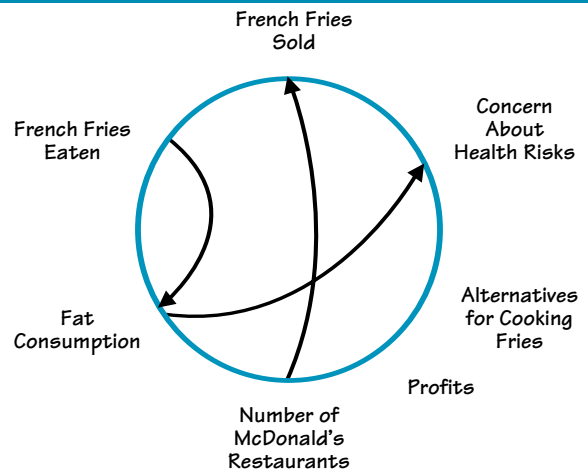 French Fries
Sold
Concern
About
Health Risks
French Fries
Eaten
Alternatives
for Cooking
Fries
Fat
Consumption
Profits
Number of
McDonald's
Restaurants